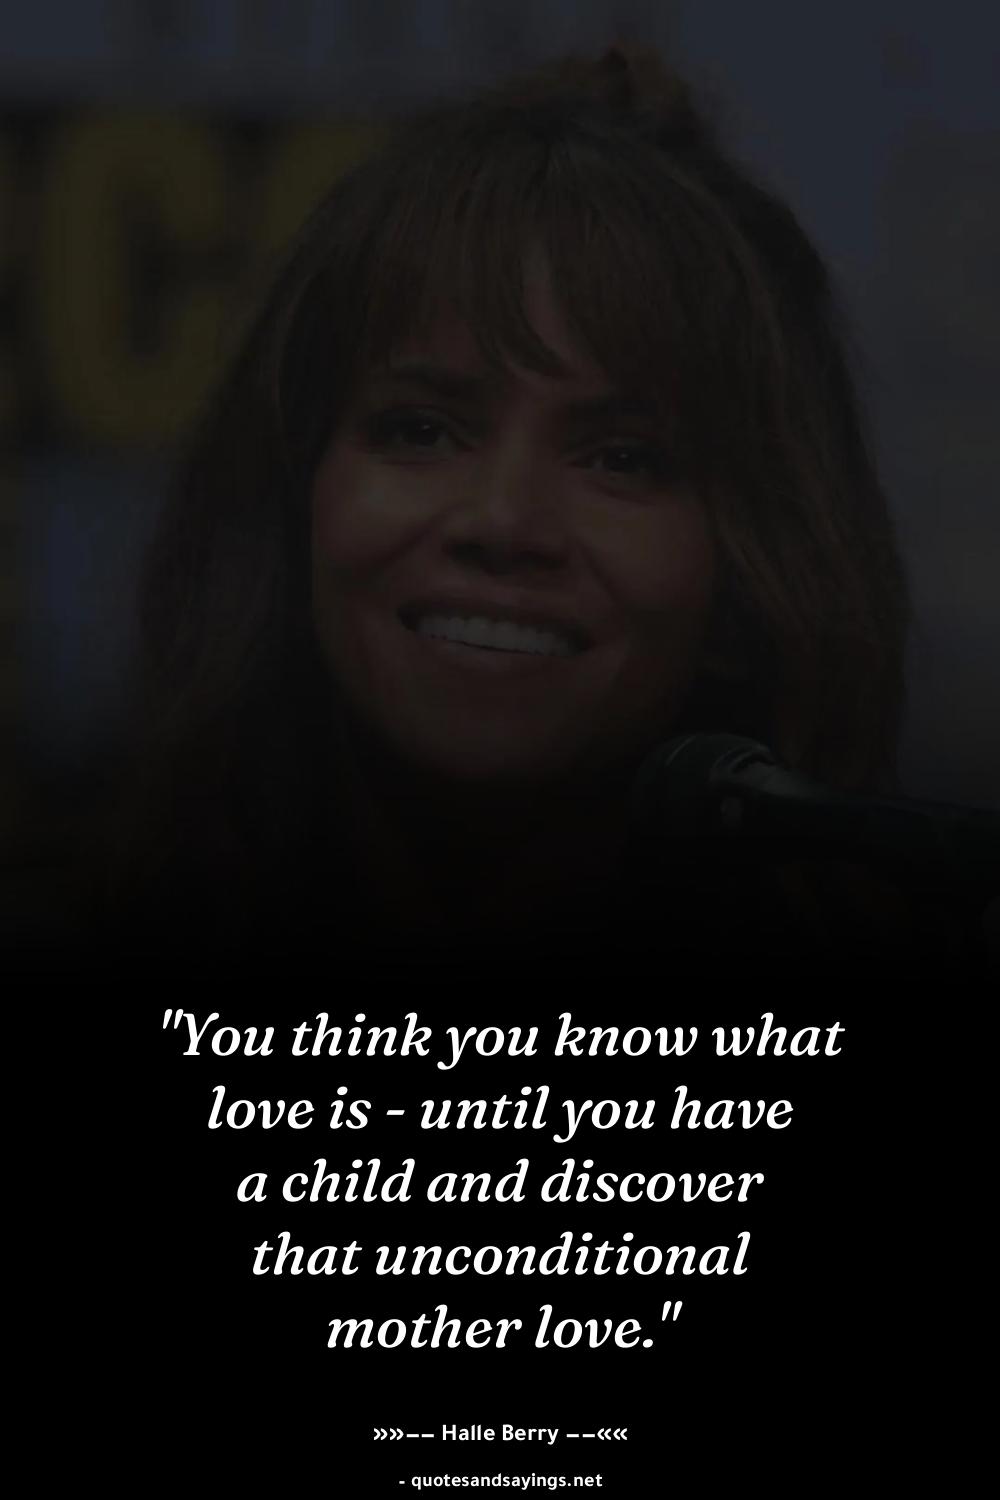 "You think you know what
love is - until you have
a child and discover
that unconditional
mother love."
»»–– Halle Berry ––««
- quotesandsayings.net